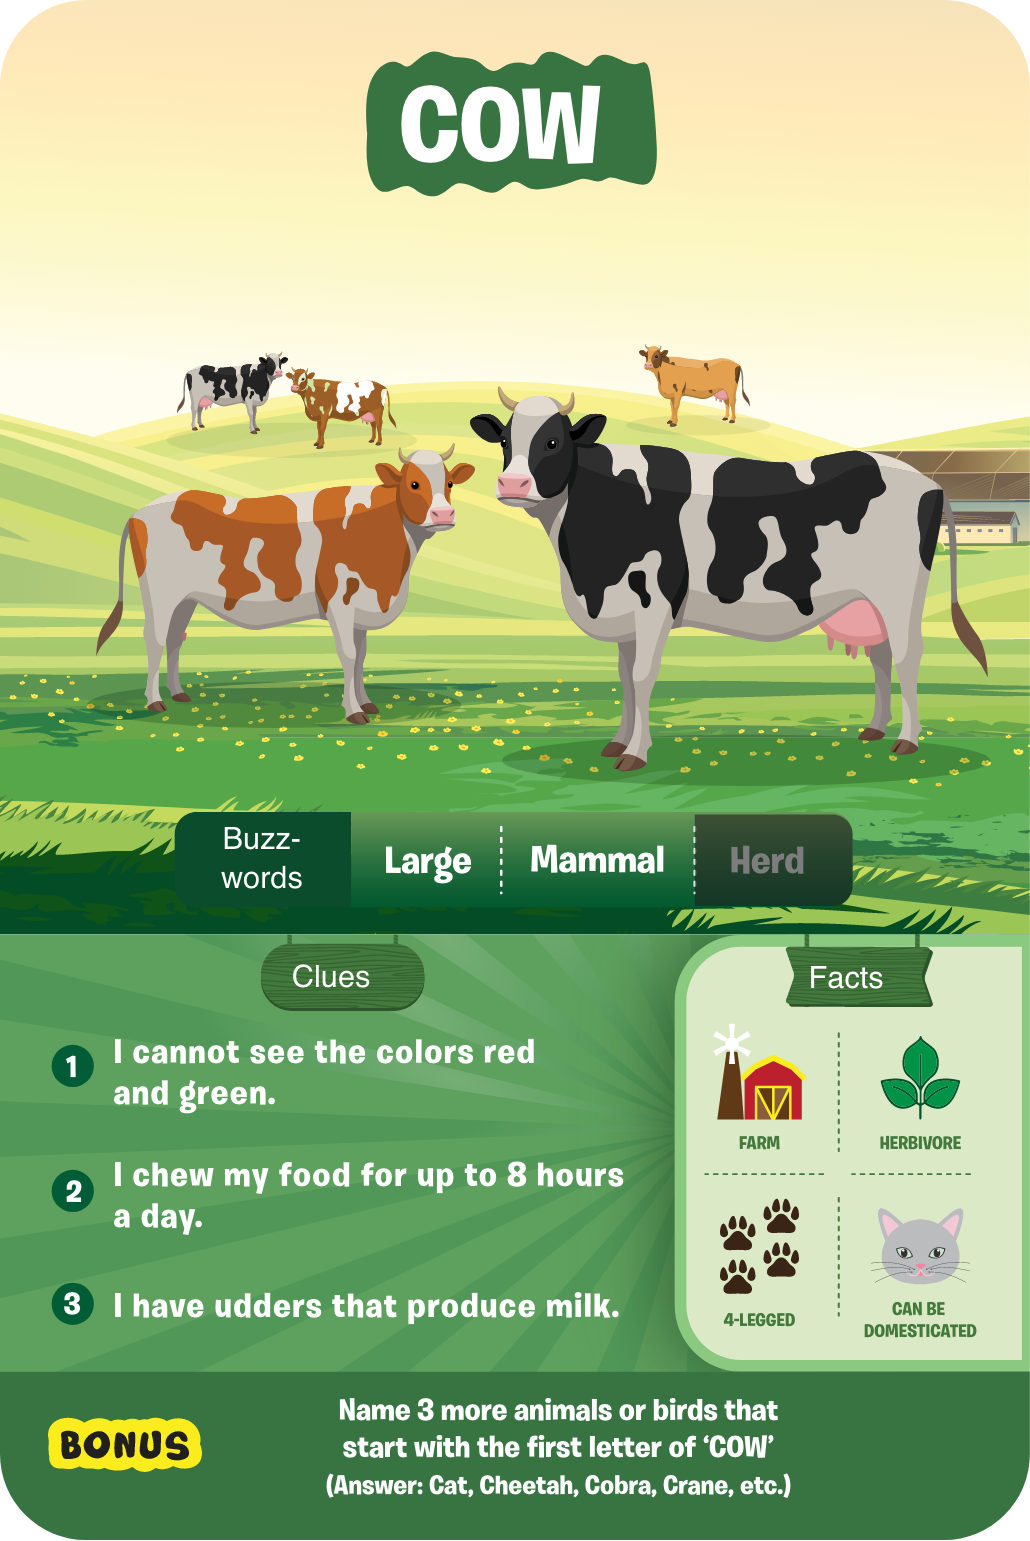 COW
Buzz-
words
Large
Mammal
Herd
Clues
1
I cannot see the colors red
and green.
2
I chew my food for up to 8 hours
a day.
3
I have udders that produce milk.
Facts
FARM
HERBIVORE
4-LEGGED
CAN BE
DOMESTICATED
BONUS
Name 3 more animals or birds that
start with the first letter of ‘COW’
(Answer: Cat, Cheetah, Cobra, Crane, etc.)